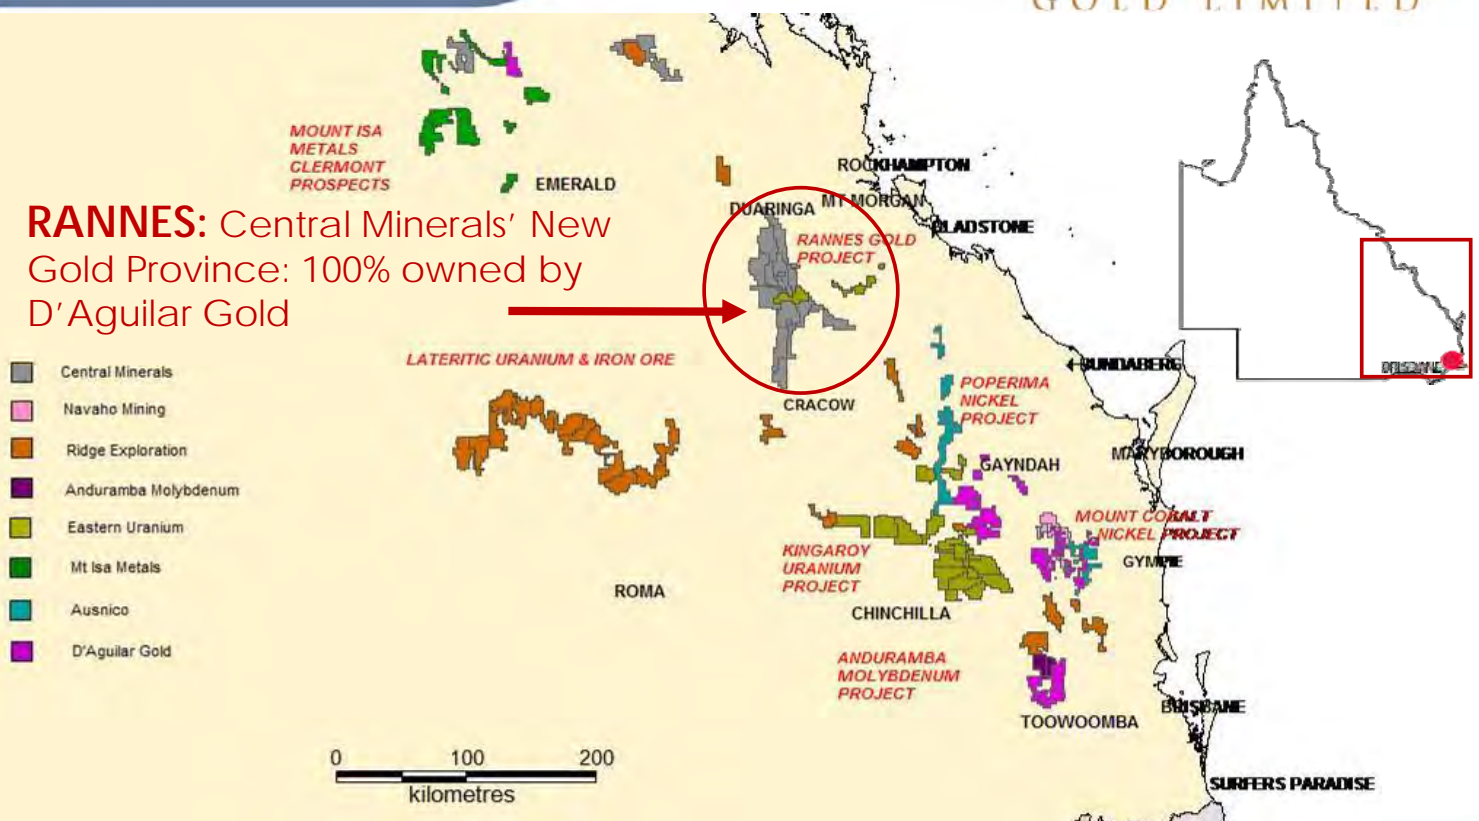 GOLD LIMITED
MOUNT ISA
METALS
CLERMONT
PROSPECTS
EMERALD
ROCKHAMPTON
DUARINGA
MT MORGAN
GLADSTONE
RANNES GOLD
PROJECT
RANNES: Central Minerals' New
Gold Province: 100% owned by
D'Aguilar Gold
LATERITIC URANIUM & IRON ORE
BUNDABERG
BRISBANE
Central Minerals
Navaho Mining
Ridge Exploration
Anduramba Molybdenum
Eastern Uranium
Mt Isa Metals
Ausnico
D'Aguilar Gold
POPERIMA
NICKEL
PROJECT
CRACOW
MARYBOROUGH
GAYNDAH
MOUNT COBALT
NICKEL PROJECT
KINGAROY
URANIUM
PROJECT
GYMPIE
ROMA
CHINCHILLA
ANDURAMBA
MOLYBDENUM
PROJECT
BRISBANE
TOOWOOMBA
0 100 200
kilometres
SURFERS PARADISE